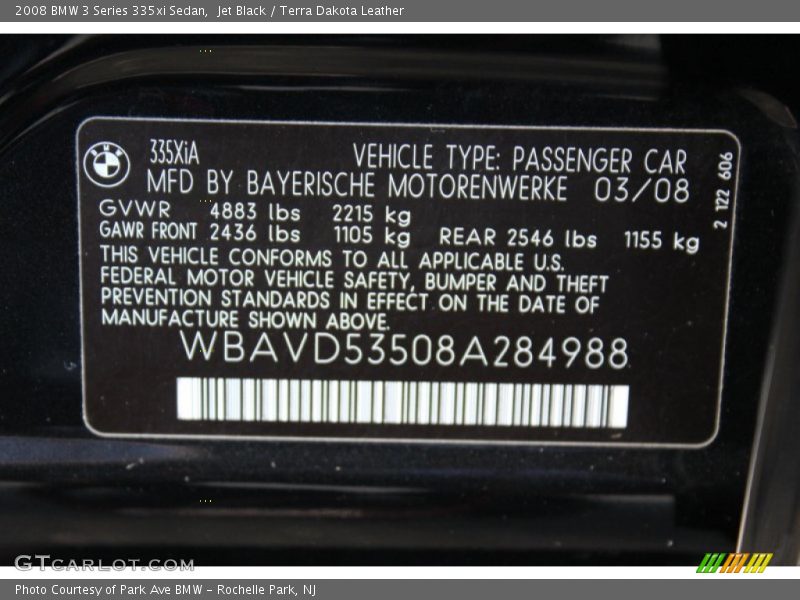 2008 BMW 3 Series 335xi Sedan,  Jet Black / Terra Dakota Leather
BMW
335XiA
VEHICLE TYPE: PASSENGER CAR
MFD BY BAYERISCHE MOTORENWERKE 03/08
GVWR 4883 lbs 2215 kg
GAWR FRONT 2436 lbs 1105 kg REAR 2546 lbs 1155 kg
THIS VEHICLE CONFORMS TO ALL APPLICABLE U.S.
FEDERAL MOTOR VEHICLE SAFETY, BUMPER AND THEFT
PREVENTION STANDARDS IN EFFECT ON THE DATE OF
MANUFACTURE SHOWN ABOVE.
WBAVD53508A284988
2 122 606
GTCARLOT.COM
Photo Courtesy of Park Ave BMW - Rochelle Park, NJ